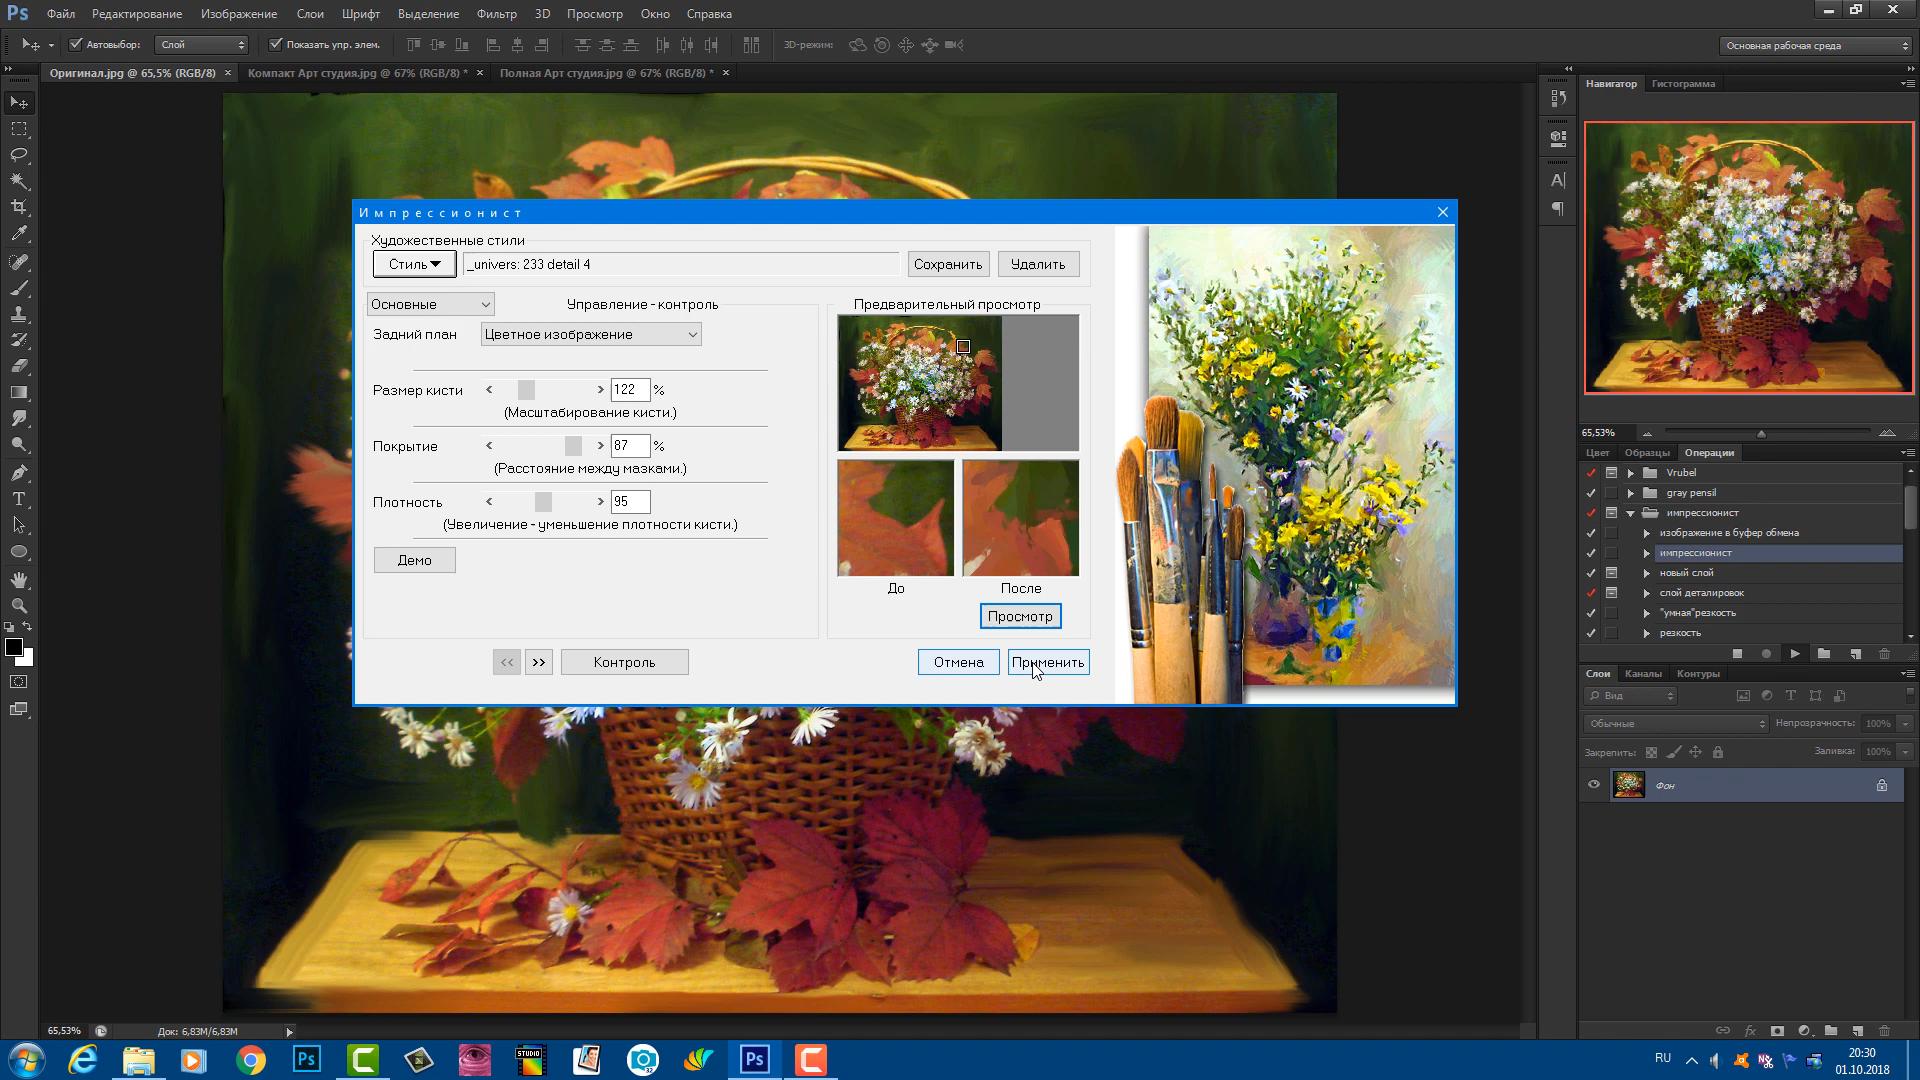 Ps Файл Редактирование Изображение Слои Шрифт Выделение Фильтр 3D Просмотр Окно Справка
Автовыбор: Слой Показать упр. элем. 3D-режим: Основная рабочая среда
Оригинал.jpg @ 65,5% (RGB/8) × Компакт Арт студия.jpg @ 67% (RGB/8) * × Полная Арт студия.jpg @ 67% (RGB/8) * ×
Навигатор Гистограмма
Импрессионист
Художественные стили
Стиль _univers: 233 detail 4 Сохранить Удалить
Основные Управление - контроль Предварительный просмотр
Задний план Цветное изображение
Размер кисти 122 %
(Масштабирование кисти.)
Покрытие 87 %
(Расстояние между мазками.)
Плотность 95
(Увеличение - уменьшение плотности кисти.)
Демо
До После
Просмотр
<< >> Контроль Отмена Применить
65,53%
Цвет Образцы Операции
Vrubel
gray pensil
импрессионист
изображение в буфер обмена
импрессионист
новый слой
слой деталировок
"умная"резкость
резкость
Слои Каналы Контуры
Вид
Обычные Непрозрачность: 100%
Закрепить: Заливка: 100%
Фон
fx
65,53% Док: 6,83M/6,83M
STUDIO
32
Ps
Ps
RU
20:30
01.10.2018